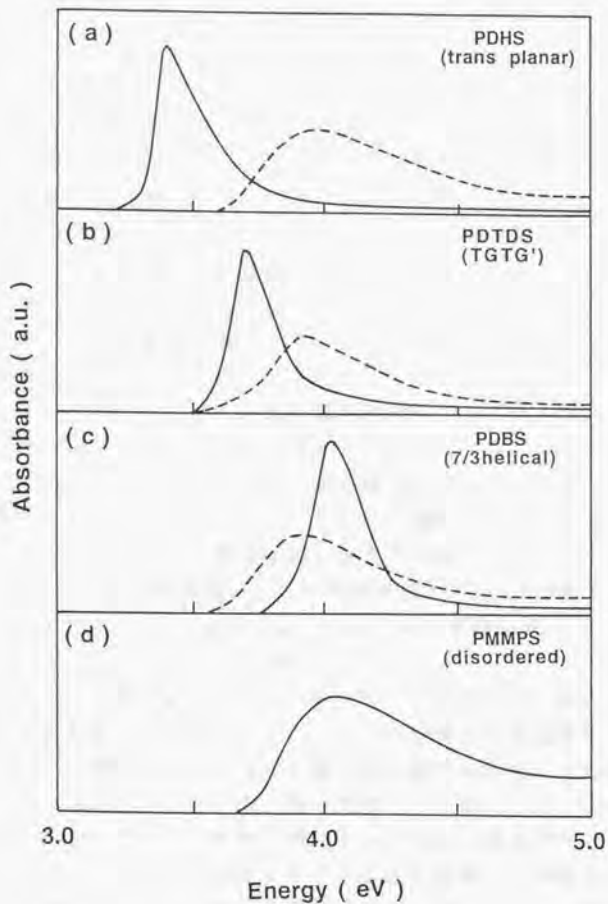 (a)
PDHS
(trans planar)
(b)
PDTDS
(TGTG')
(c)
PDBS
(7/3helical)
(d)
PMMPS
(disordered)
Absorbance ( a.u. )
3.0 4.0 5.0
Energy ( eV )